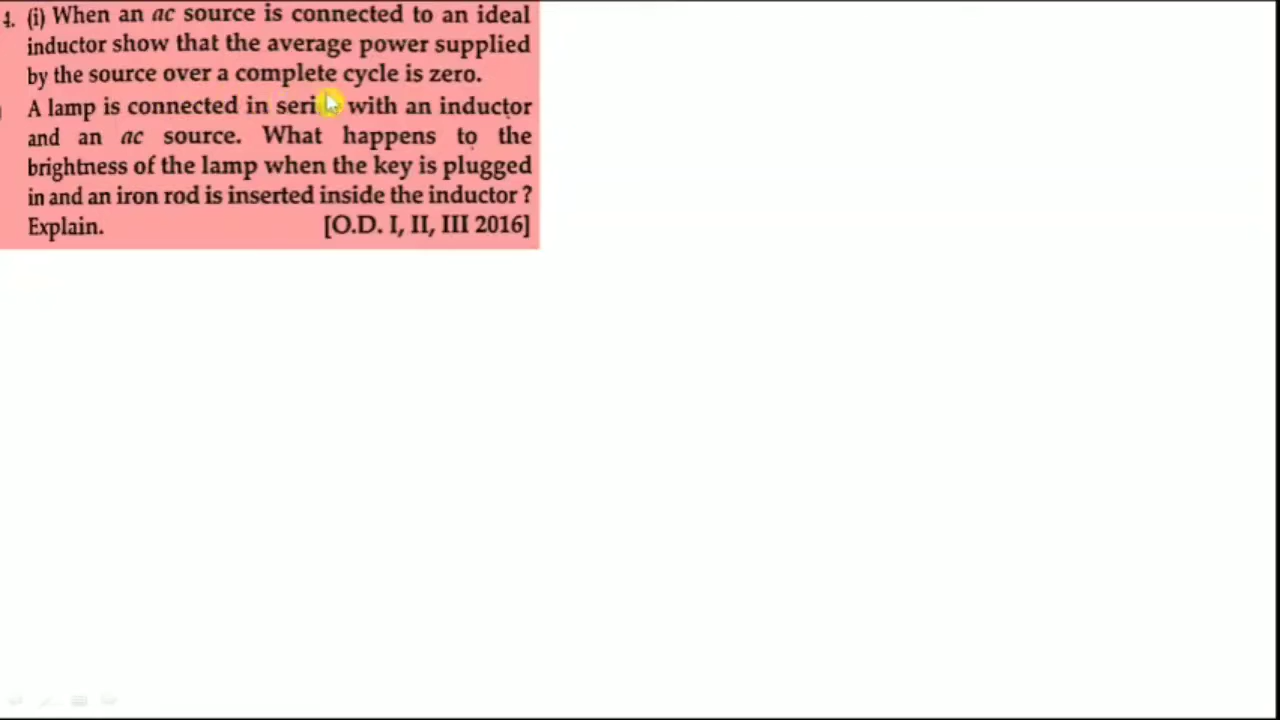 4. (i) When an ac source is connected to an ideal
inductor show that the average power supplied
by the source over a complete cycle is zero.
A lamp is connected in with an inductor
and an ac source. What happens to the
brightness of the lamp when the key is plugged
in and an iron rod is inserted inside the inductor ?
Explain. [O.D. I, II, III 2016]